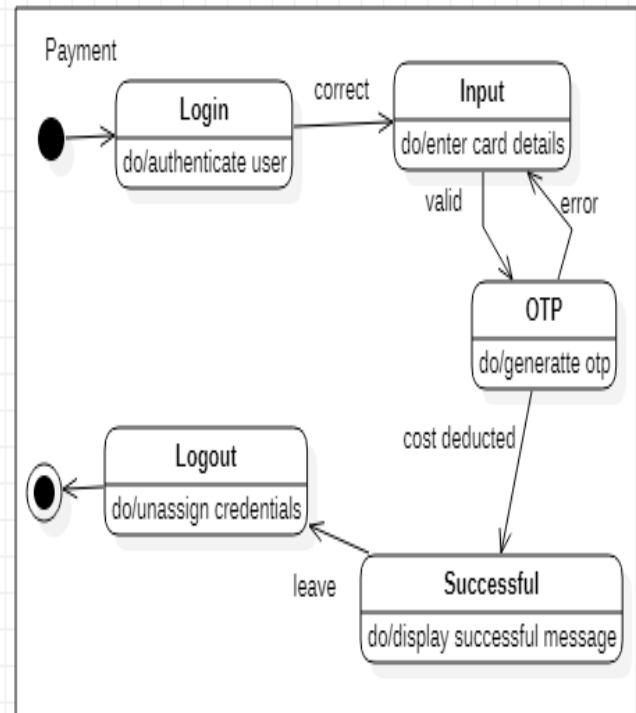 Payment
Login
do/authenticate user
correct
Input
do/enter card details
valid
error
OTP
do/generatte otp
cost deducted
Logout
do/unassign credentials
leave
Successful
do/display successful message